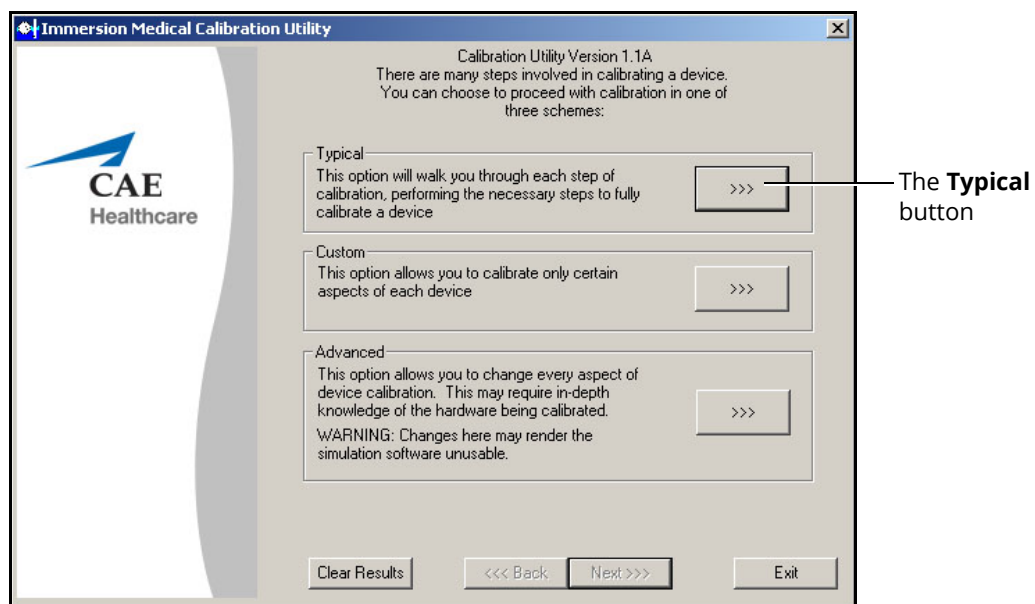 Immersion Medical Calibration Utility
Calibration Utility Version 1.1A
There are many steps involved in calibrating a device.
You can choose to proceed with calibration in one of
three schemes:
CAE
Healthcare
Typical
This option will walk you through each step of
calibration, performing the necessary steps to fully
calibrate a device
>>>
The Typical
button
Custom
This option allows you to calibrate only certain
aspects of each device
>>>
Advanced
This option allows you to change every aspect of
device calibration.  This may require in-depth
knowledge of the hardware being calibrated.
WARNING: Changes here may render the
simulation software unusable.
>>>
Clear Results
<<< Back
Next >>>
Exit